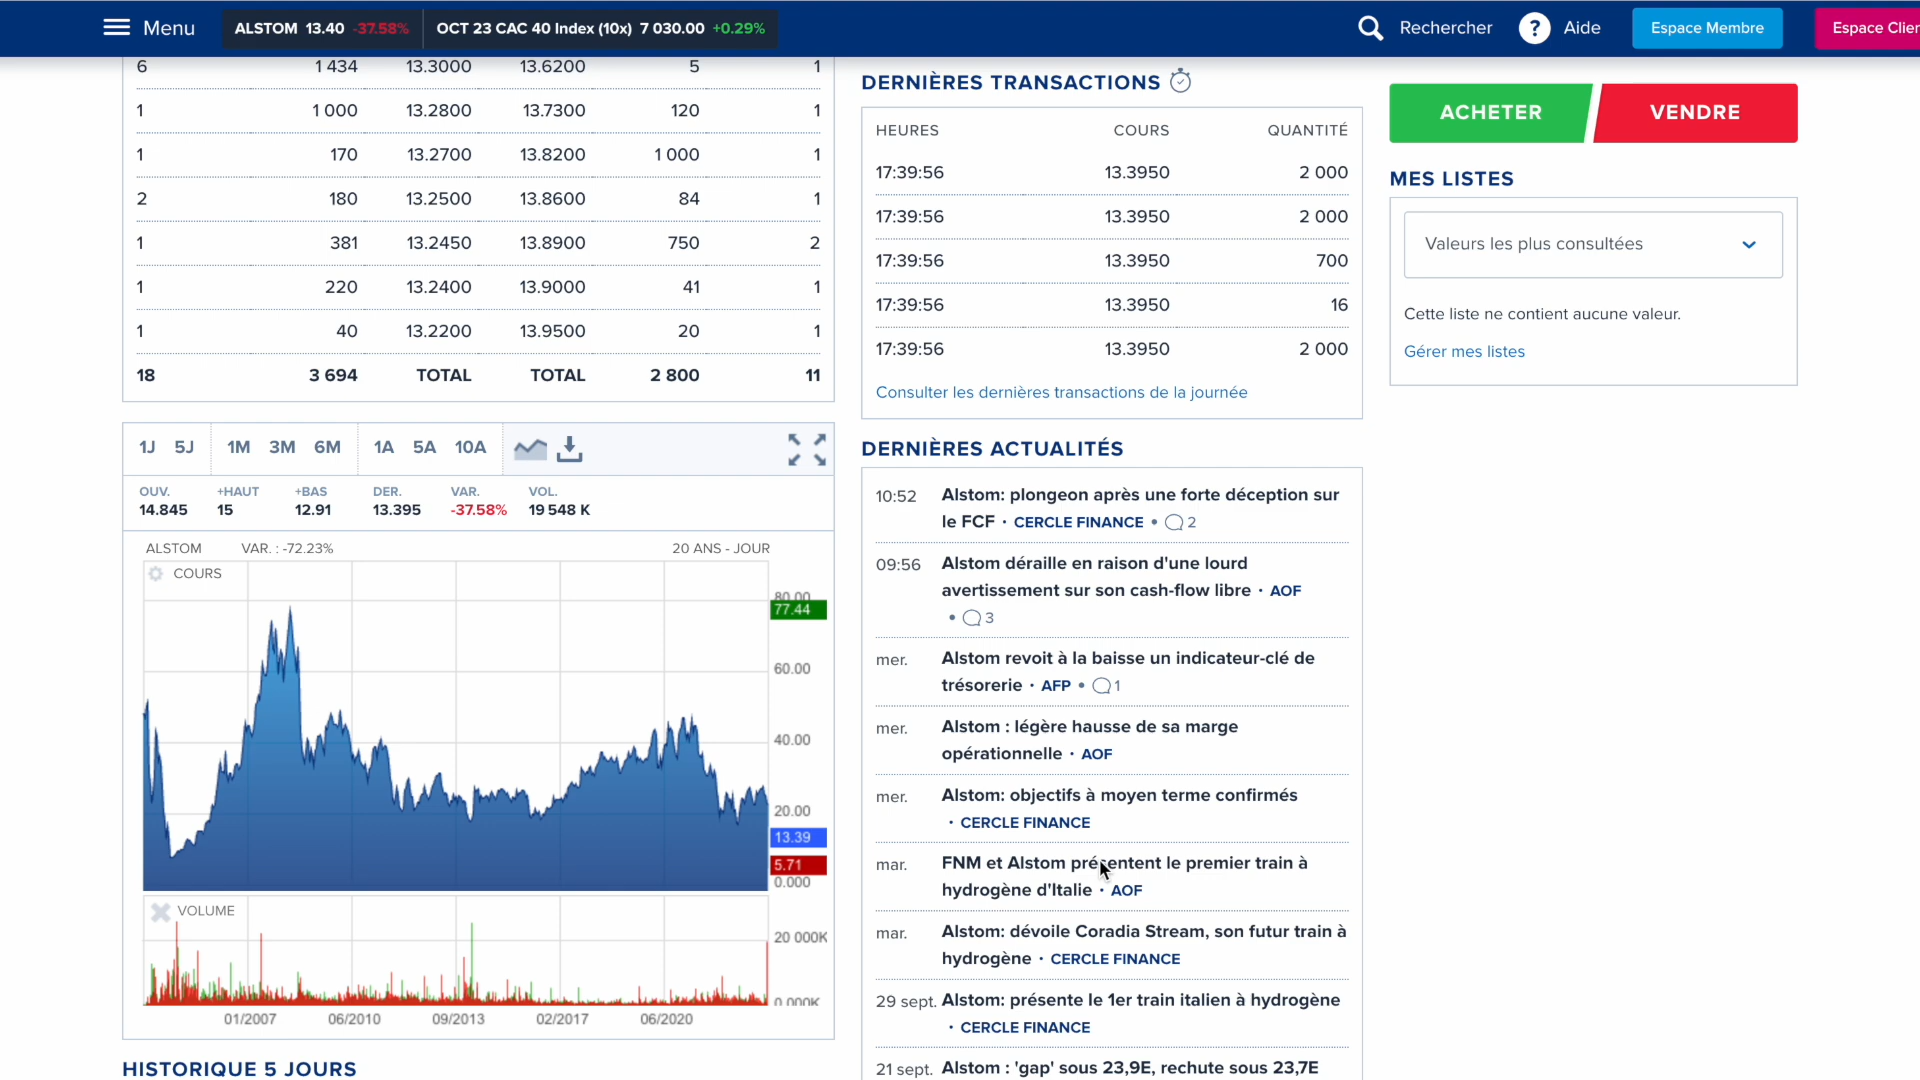 Menu
ALSTOM 13.40 -37.58%
OCT 23 CAC 40 Index (10x) 7 030.00 +0.29%
Rechercher
? Aide
Espace Membre
Espace Clien
6 1 434 13.3000 13.6200 5 1
1 1 000 13.2800 13.7300 120 1
1 170 13.2700 13.8200 1 000 1
2 180 13.2500 13.8600 84 1
1 381 13.2450 13.8900 750 2
1 220 13.2400 13.9000 41 1
1 40 13.2200 13.9500 20 1
18 3 694 TOTAL TOTAL 2 800 11
1J 5J 1M 3M 6M 1A 5A 10A
OUV. +HAUT +BAS DER. VAR. VOL.
14.845 15 12.91 13.395 -37.58% 19 548 K
ALSTOM VAR. : -72.23% 20 ANS - JOUR
COURS
80.00
77.44
60.00
40.00
20.00
13.39
5.71
0.000
VOLUME
20 000K
0.000K
01/2007 06/2010 09/2013 02/2017 06/2020
HISTORIQUE 5 JOURS
DERNIÈRES TRANSACTIONS
HEURES COURS QUANTITÉ
17:39:56 13.3950 2 000
17:39:56 13.3950 2 000
17:39:56 13.3950 700
17:39:56 13.3950 16
17:39:56 13.3950 2 000
Consulter les dernières transactions de la journée
DERNIÈRES ACTUALITÉS
10:52 Alstom: plongeon après une forte déception sur
le FCF · CERCLE FINANCE • 2
09:56 Alstom déraille en raison d'une lourd
avertissement sur son cash-flow libre · AOF
• 3
mer. Alstom revoit à la baisse un indicateur-clé de
trésorerie · AFP • 1
mer. Alstom : légère hausse de sa marge
opérationnelle · AOF
mer. Alstom: objectifs à moyen terme confirmés
· CERCLE FINANCE
mar. FNM et Alstom présentent le premier train à
hydrogène d'Italie · AOF
mar. Alstom: dévoile Coradia Stream, son futur train à
hydrogène · CERCLE FINANCE
29 sept. Alstom: présente le 1er train italien à hydrogène
· CERCLE FINANCE
21 sept. Alstom : 'gap' sous 23,9E, rechute sous 23,7E
ACHETER
VENDRE
MES LISTES
Valeurs les plus consultées
Cette liste ne contient aucune valeur.
Gérer mes listes